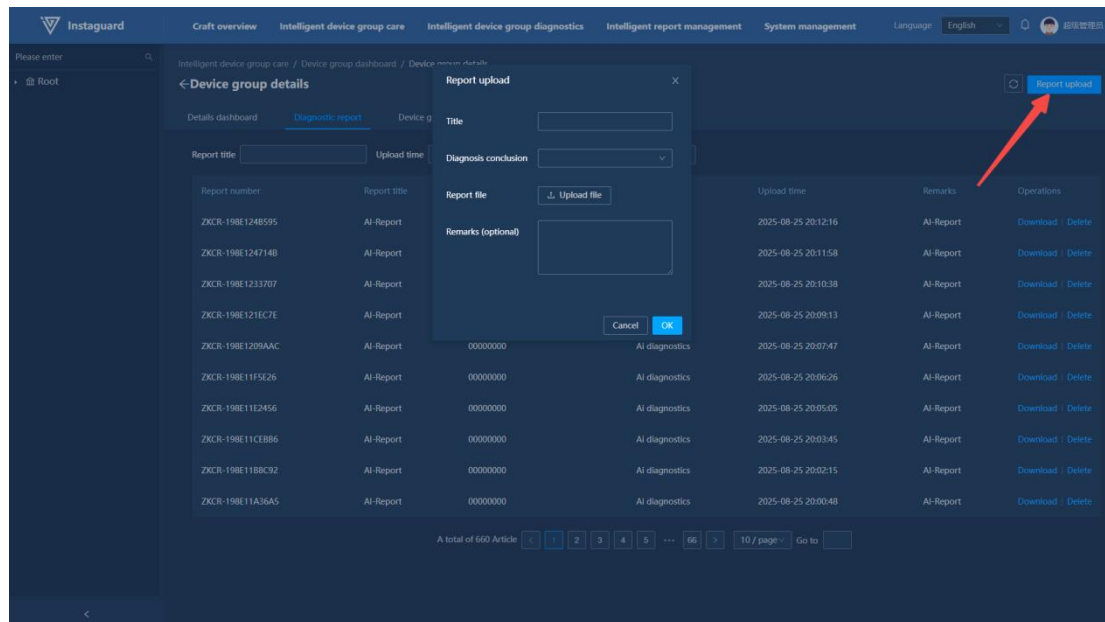 Instaguard Craft overview Intelligent device group care Intelligent device group diagnostics Intelligent report management System management Language English 超级管理员
Please enter
Root
Intelligent device group care / Device group dashboard / Device group details
←Device group details Report upload
Details dashboard Diagnostic report Device g
Report title Upload time
Report upload
Title
Diagnosis conclusion
Report file Upload file
Remarks (optional)
Cancel OK
Report number Report title Upload time Remarks Operations
ZKCR-198E124B595 AI-Report 2025-08-25 20:12:16 AI-Report Download Delete
ZKCR-198E124714B AI-Report 2025-08-25 20:11:58 AI-Report Download Delete
ZKCR-198E1233707 AI-Report 2025-08-25 20:10:38 AI-Report Download Delete
ZKCR-198E121EC7E AI-Report 2025-08-25 20:09:13 AI-Report Download Delete
ZKCR-198E1209AAC AI-Report 00000000 Ai diagnostics 2025-08-25 20:07:47 AI-Report Download Delete
ZKCR-198E11F5E26 AI-Report 00000000 Ai diagnostics 2025-08-25 20:06:26 AI-Report Download Delete
ZKCR-198E11E2456 AI-Report 00000000 Ai diagnostics 2025-08-25 20:05:05 AI-Report Download Delete
ZKCR-198E11CEBB6 AI-Report 00000000 Ai diagnostics 2025-08-25 20:03:45 AI-Report Download Delete
ZKCR-198E11B8C92 AI-Report 00000000 Ai diagnostics 2025-08-25 20:02:15 AI-Report Download Delete
ZKCR-198E11A36A5 AI-Report 00000000 Ai diagnostics 2025-08-25 20:00:48 AI-Report Download Delete
A total of 660 Article < 1 2 3 4 5 ••• 66 > 10 / page Go to
<